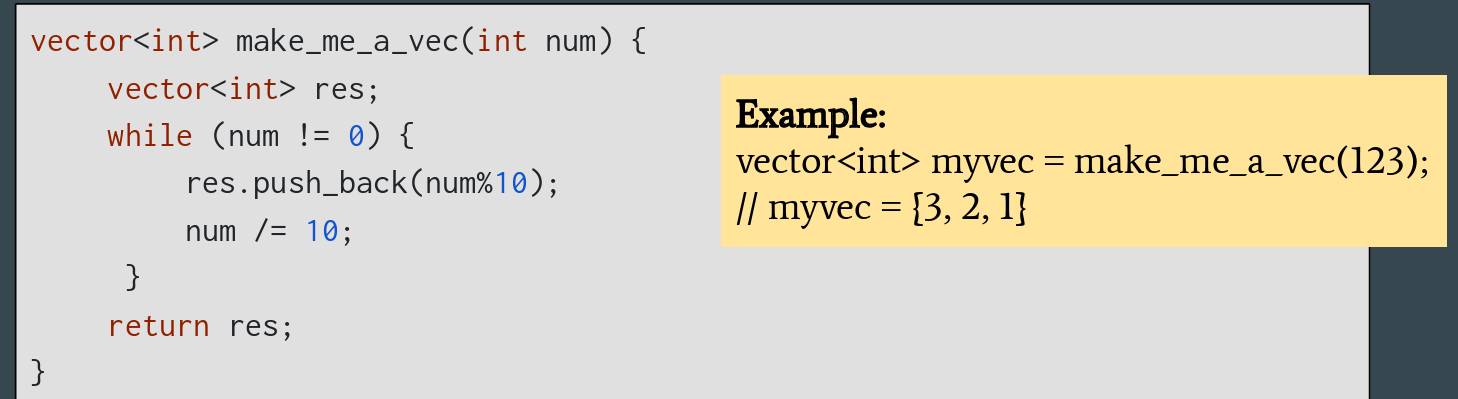 vector<int> make_me_a_vec(int num) {
vector<int> res;
while (num != 0) {
res.push_back(num%10);
num /= 10;
}
return res;
}
Example:
vector<int> myvec = make_me_a_vec(123);
// myvec = {3, 2, 1}